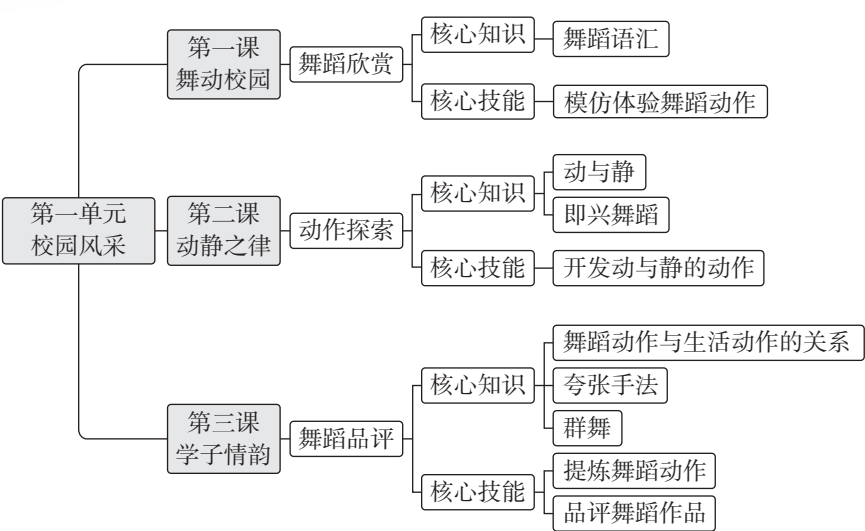 第一单元
校园风采
第一课
舞动校园
舞蹈欣赏
核心知识
舞蹈语汇
核心技能
模仿体验舞蹈动作
第二课
动静之律
动作探索
核心知识
动与静
即兴舞蹈
核心技能
开发动与静的动作
第三课
学子情韵
舞蹈品评
核心知识
舞蹈动作与生活动作的关系
夸张手法
群舞
核心技能
提炼舞蹈动作
品评舞蹈作品